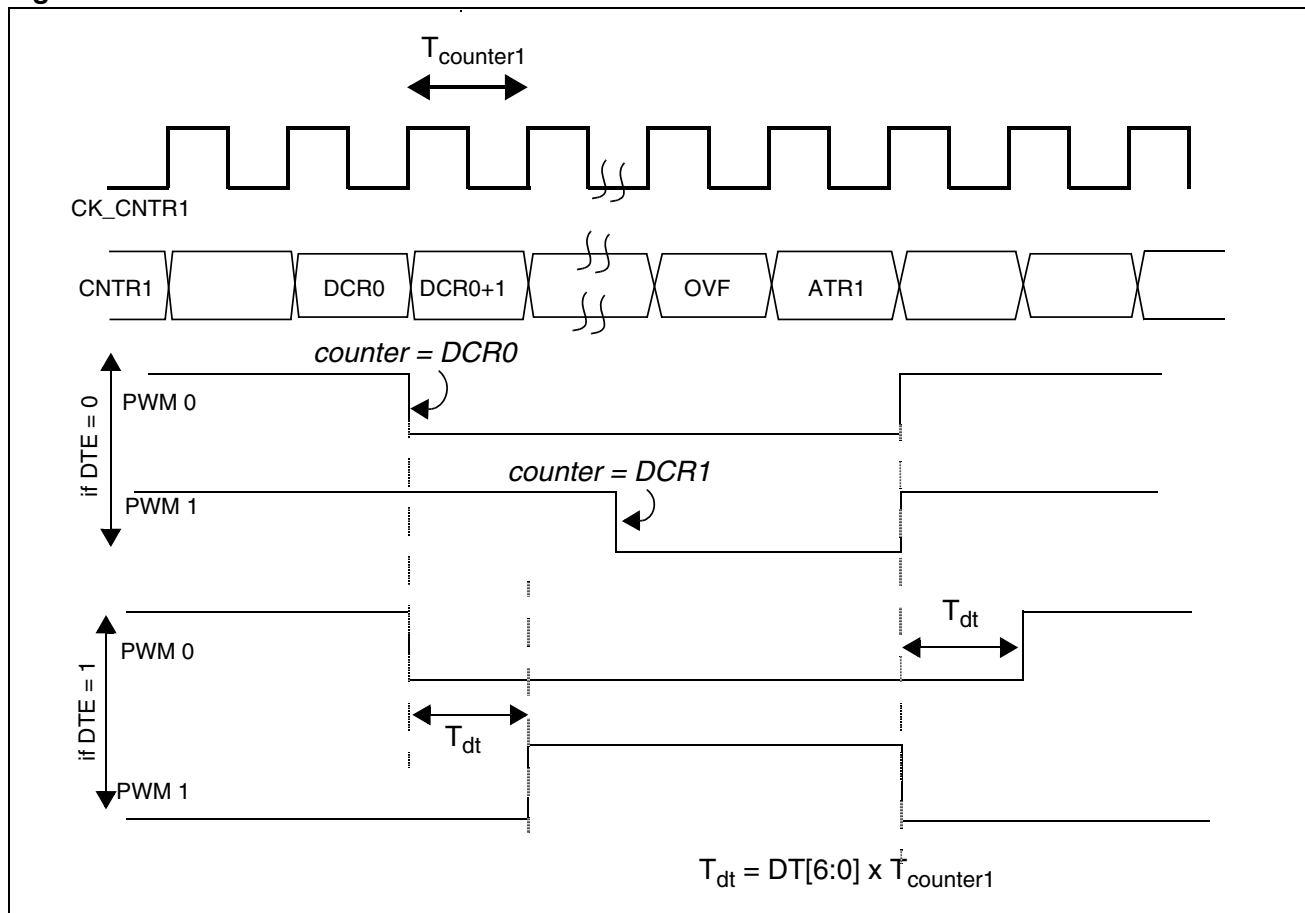 T_counter1
CK_CNTR1
CNTR1 DCR0 DCR0+1 OVF ATR1
counter = DCR0
if DTE = 0
PWM 0
counter = DCR1
PWM 1
T_dt
if DTE = 1
PWM 0
T_dt
PWM 1
T_dt = DT[6:0] x T_counter1